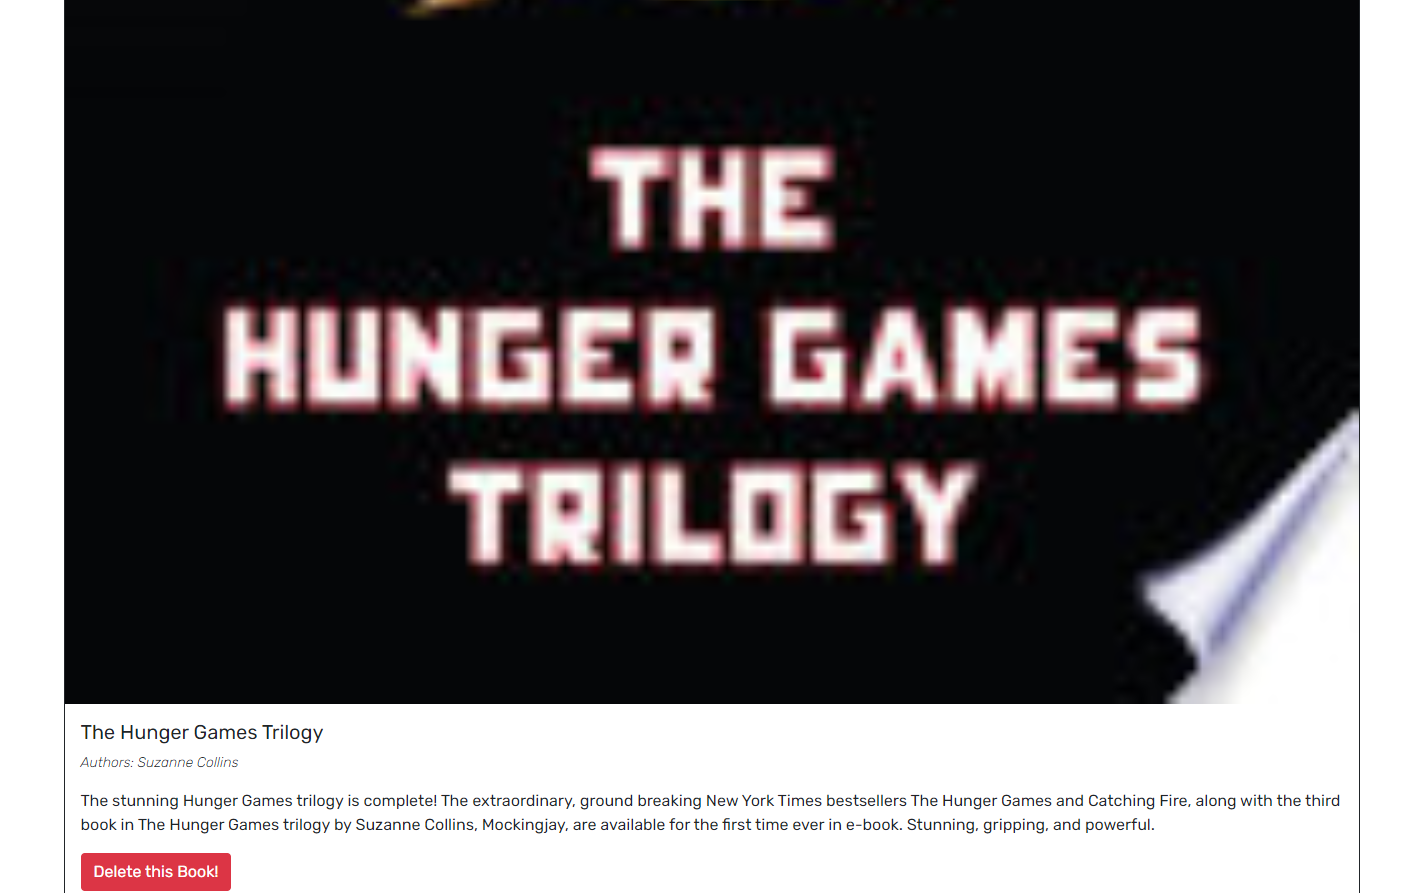 THE
HUNGER GAMES
TRILOGY
The Hunger Games Trilogy
Authors: Suzanne Collins
The stunning Hunger Games trilogy is complete! The extraordinary, ground breaking New York Times bestsellers The Hunger Games and Catching Fire, along with the third
book in The Hunger Games trilogy by Suzanne Collins, Mockingjay, are available for the first time ever in e-book. Stunning, gripping, and powerful.
Delete this Book!